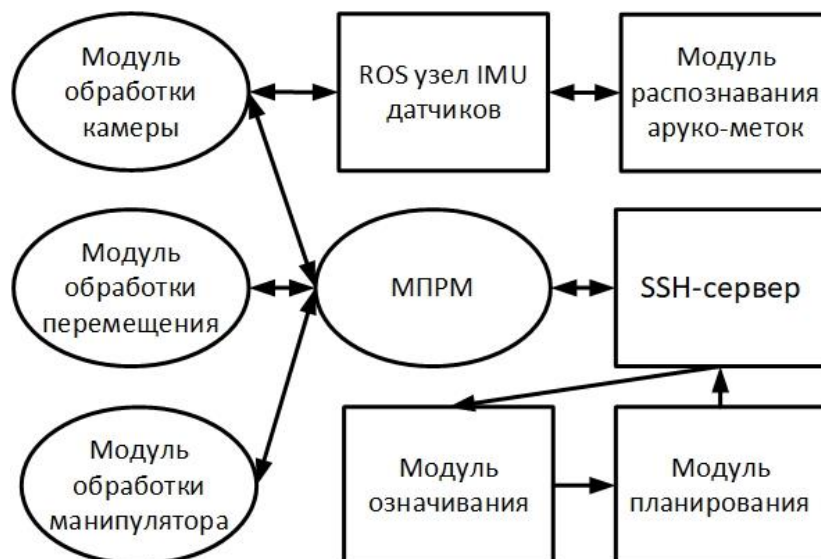 Модуль
обработки
камеры
ROS узел IMU
датчиков
Модуль
распознавания
аруко-меток
Модуль
обработки
перемещения
МПРМ
SSH-сервер
Модуль
обработки
манипулятора
Модуль
означивания
Модуль
планирования